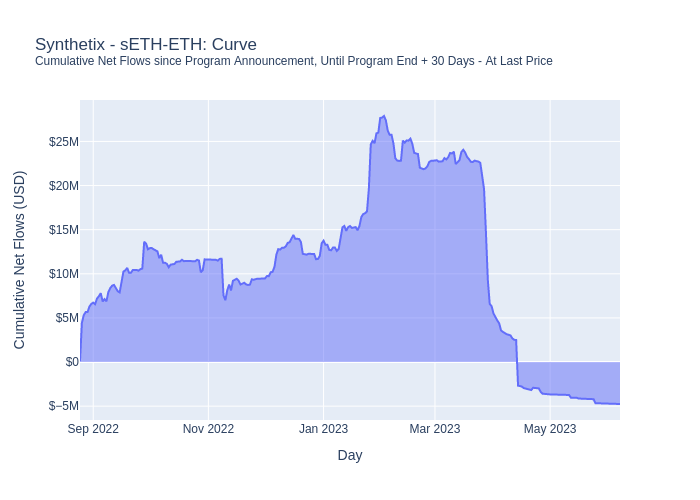 Synthetix - sETH-ETH: Curve
Cumulative Net Flows since Program Announcement, Until Program End + 30 Days - At Last Price
Cumulative Net Flows (USD)
$25M
$20M
$15M
$10M
$5M
$0
$−5M
Sep 2022
Nov 2022
Jan 2023
Mar 2023
May 2023
Day